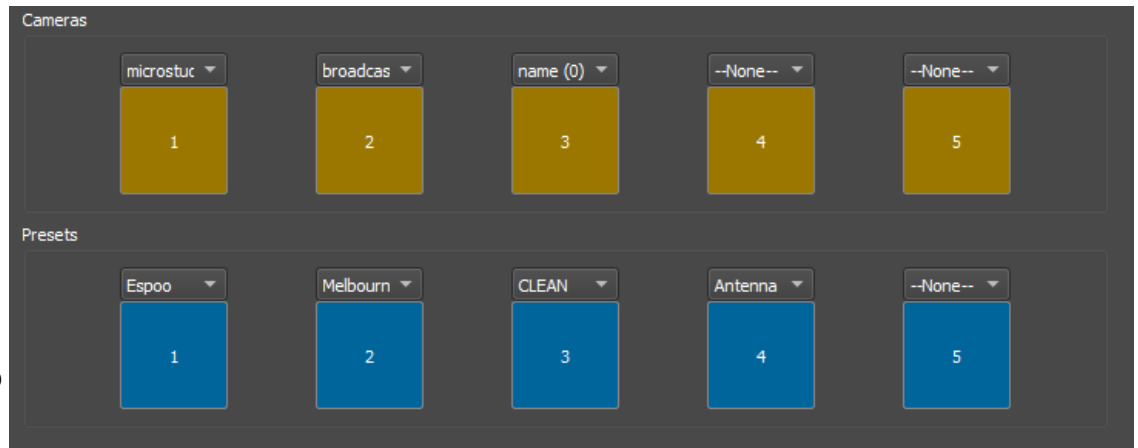 Cameras
microstuc broadcas name (0) --None-- --None--
1 2 3 4 5
Presets
Espoo Melbourn CLEAN Antenna --None--
1 2 3 4 5